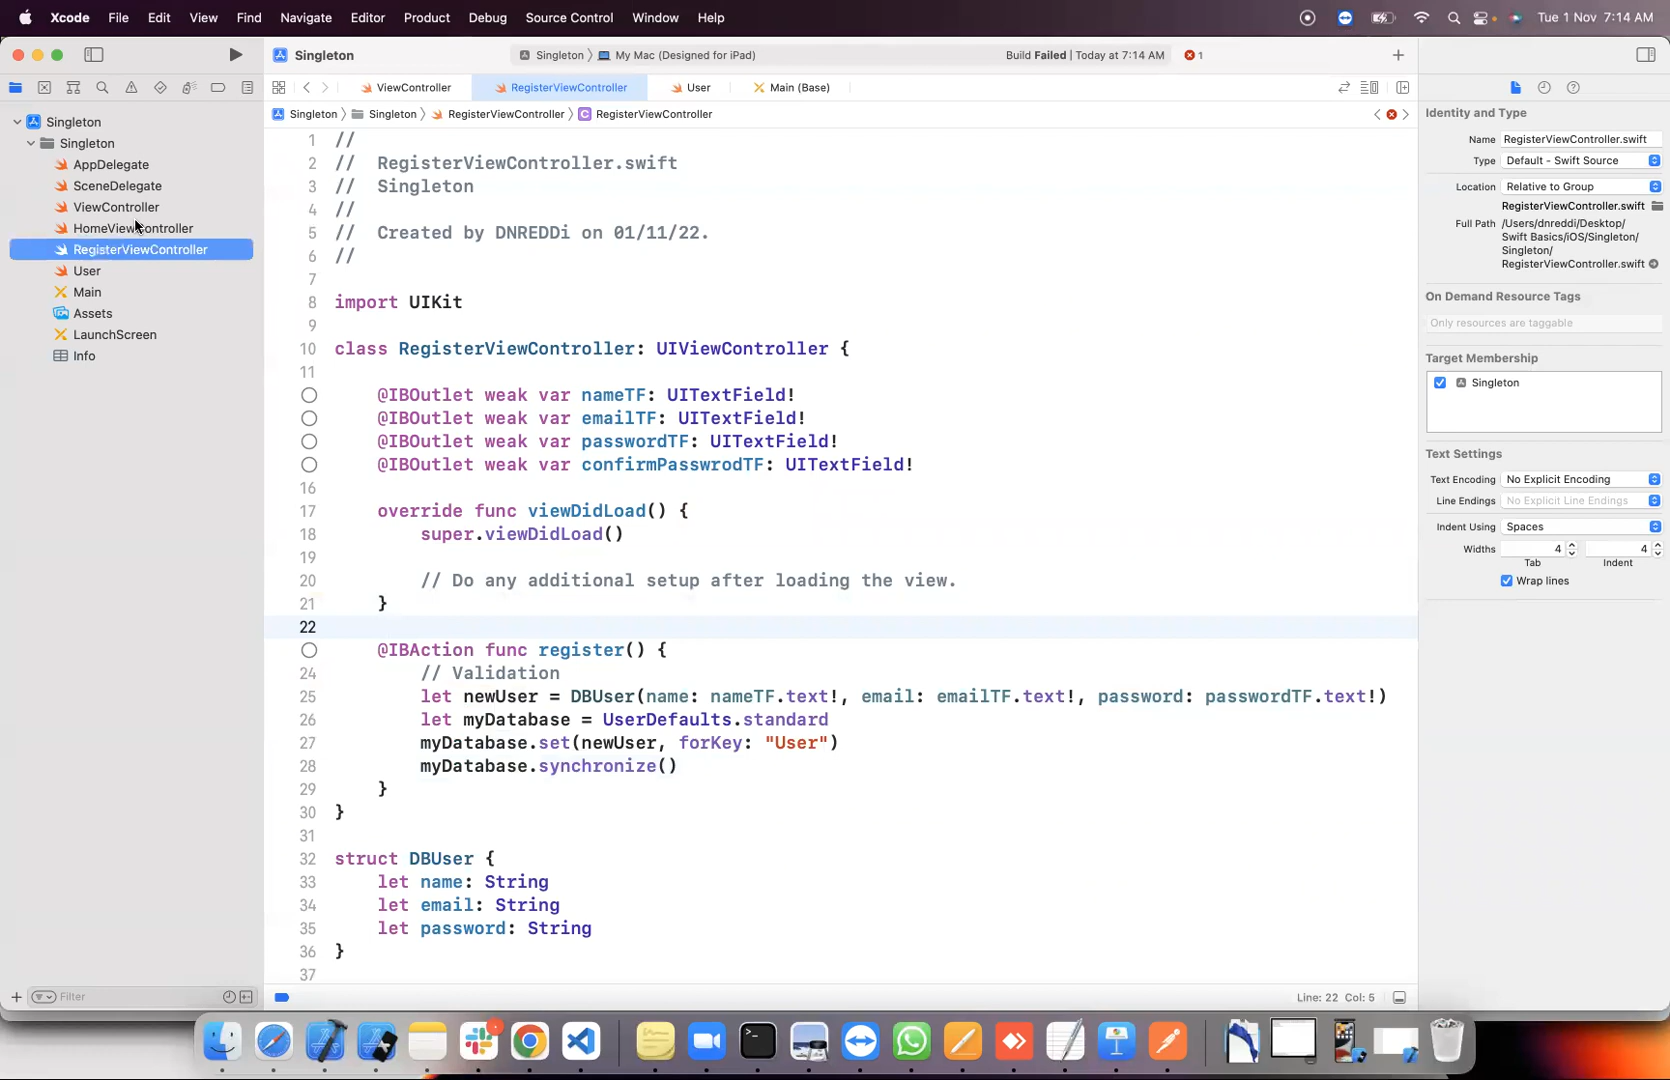 Xcode File Edit View Find Navigate Editor Product Debug Source Control Window Help Tue 1 Nov 7:14 AM
Singleton Singleton 〉 My Mac (Designed for iPad) Build Failed | Today at 7:14 AM 1
ViewController RegisterViewController User Main (Base)
Singleton 〉 Singleton 〉 RegisterViewController 〉 RegisterViewController
Singleton
Singleton
AppDelegate
SceneDelegate
ViewController
HomeViewController
RegisterViewController
User
Main
Assets
LaunchScreen
Info
Filter
1 //
2 // RegisterViewController.swift
3 // Singleton
4 //
5 // Created by DNREDDi on 01/11/22.
6 //
7
8 import UIKit
9
10 class RegisterViewController: UIViewController {
11
@IBOutlet weak var nameTF: UITextField!
@IBOutlet weak var emailTF: UITextField!
@IBOutlet weak var passwordTF: UITextField!
@IBOutlet weak var confirmPasswrodTF: UITextField!
16
17 override func viewDidLoad() {
18 super.viewDidLoad()
19
20 // Do any additional setup after loading the view.
21 }
22
@IBAction func register() {
24 // Validation
25 let newUser = DBUser(name: nameTF.text!, email: emailTF.text!, password: passwordTF.text!)
26 let myDatabase = UserDefaults.standard
27 myDatabase.set(newUser, forKey: "User")
28 myDatabase.synchronize()
29 }
30 }
31
32 struct DBUser {
33 let name: String
34 let email: String
35 let password: String
36 }
37
Line: 22 Col: 5
Identity and Type
Name RegisterViewController.swift
Type Default - Swift Source
Location Relative to Group
RegisterViewController.swift
Full Path /Users/dnreddi/Desktop/
Swift Basics/iOS/Singleton/
Singleton/
RegisterViewController.swift
On Demand Resource Tags
Only resources are taggable
Target Membership
Singleton
Text Settings
Text Encoding No Explicit Encoding
Line Endings No Explicit Line Endings
Indent Using Spaces
Widths 4 4
Tab Indent
Wrap lines